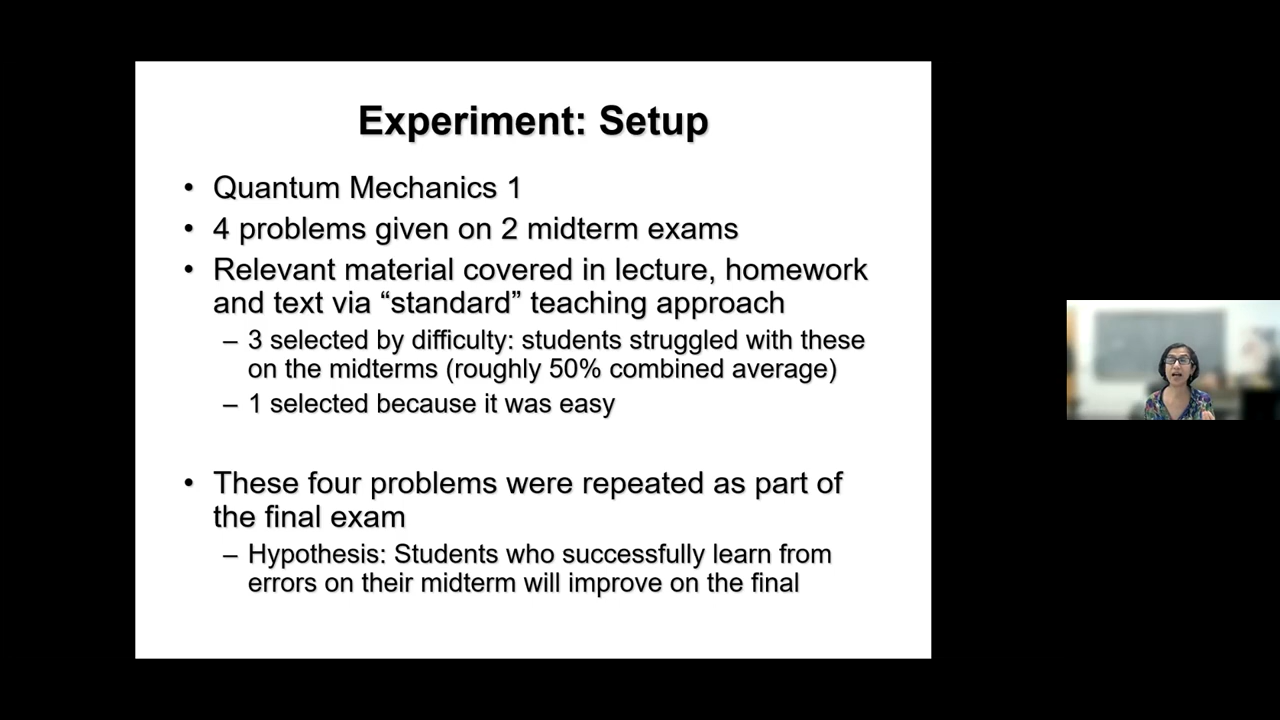 Experiment: Setup
• Quantum Mechanics 1
• 4 problems given on 2 midterm exams
• Relevant material covered in lecture, homework
and text via “standard” teaching approach
– 3 selected by difficulty: students struggled with these
on the midterms (roughly 50% combined average)
– 1 selected because it was easy
• These four problems were repeated as part of
the final exam
– Hypothesis: Students who successfully learn from
errors on their midterm will improve on the final